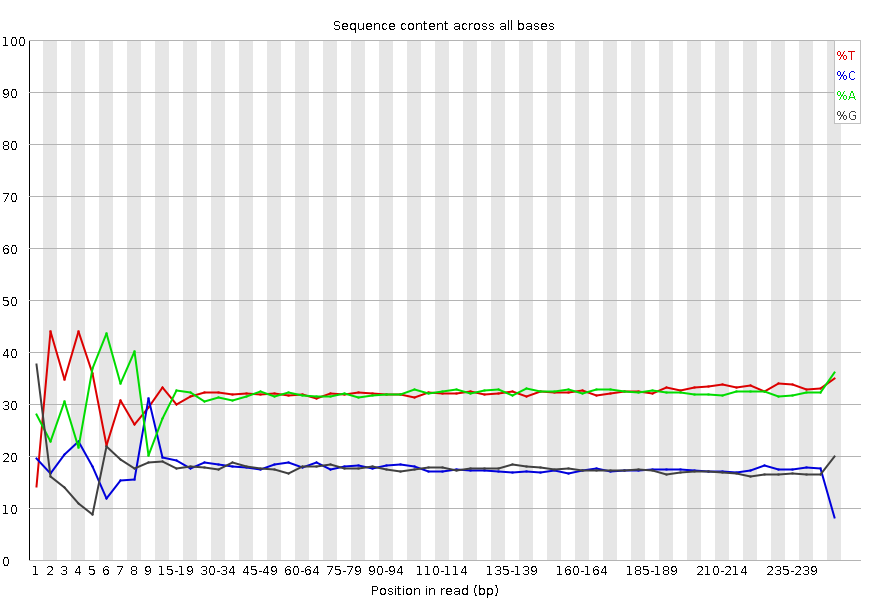 Sequence content across all bases
100
90
80
70
60
50
40
30
20
10
0
%T
%C
%A
%G
1 2 3 4 5 6 7 8 9 15-19 30-34 45-49 60-64 75-79 90-94 110-114 135-139 160-164 185-189 210-214 235-239
Position in read (bp)